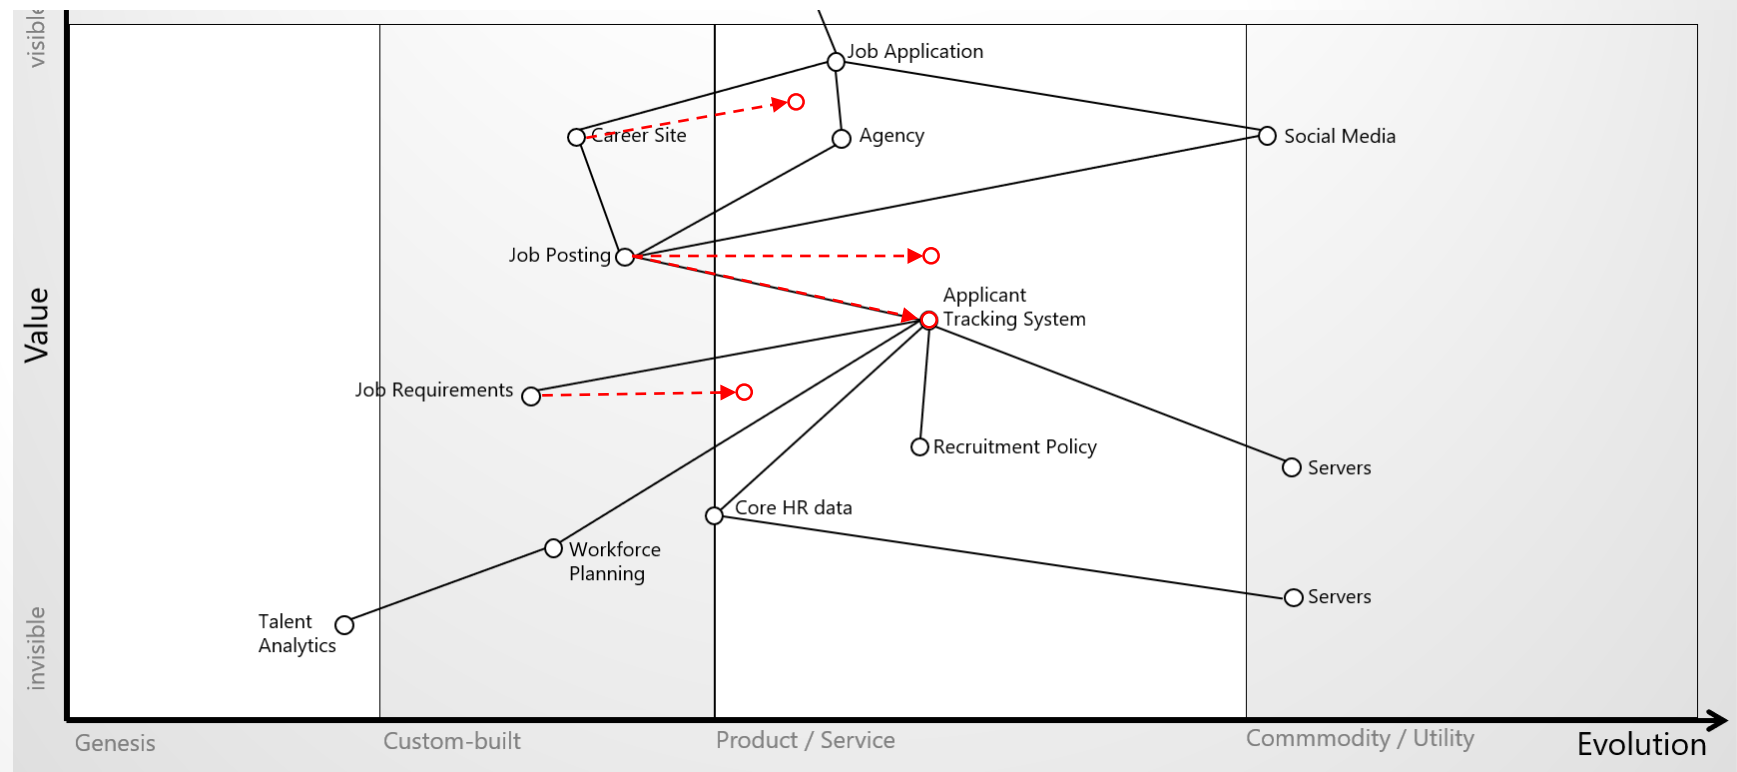 visible
Job Application
Career Site
Agency
Social Media
Job Posting
Applicant
Tracking System
Value
Job Requirements
Recruitment Policy
Servers
Core HR data
Workforce
Planning
Servers
Talent
Analytics
invisible
Genesis
Custom-built
Product / Service
Commmodity / Utility
Evolution